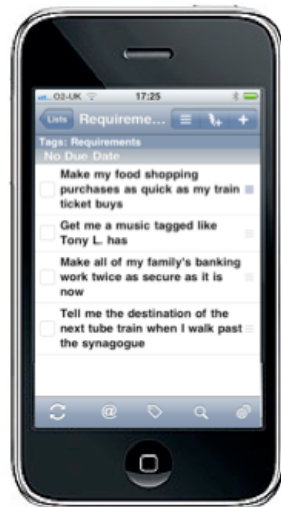 O2-UK 17:25
Lists Requireme...
Tags: Requirements
No Due Date
Make my food shopping
purchases as quick as my train
ticket buys
Get me a music tagged like
Tony L. has
Make all of my family's banking
work twice as secure as it is
now
Tell me the destination of the
next tube train when I walk past
the synagogue